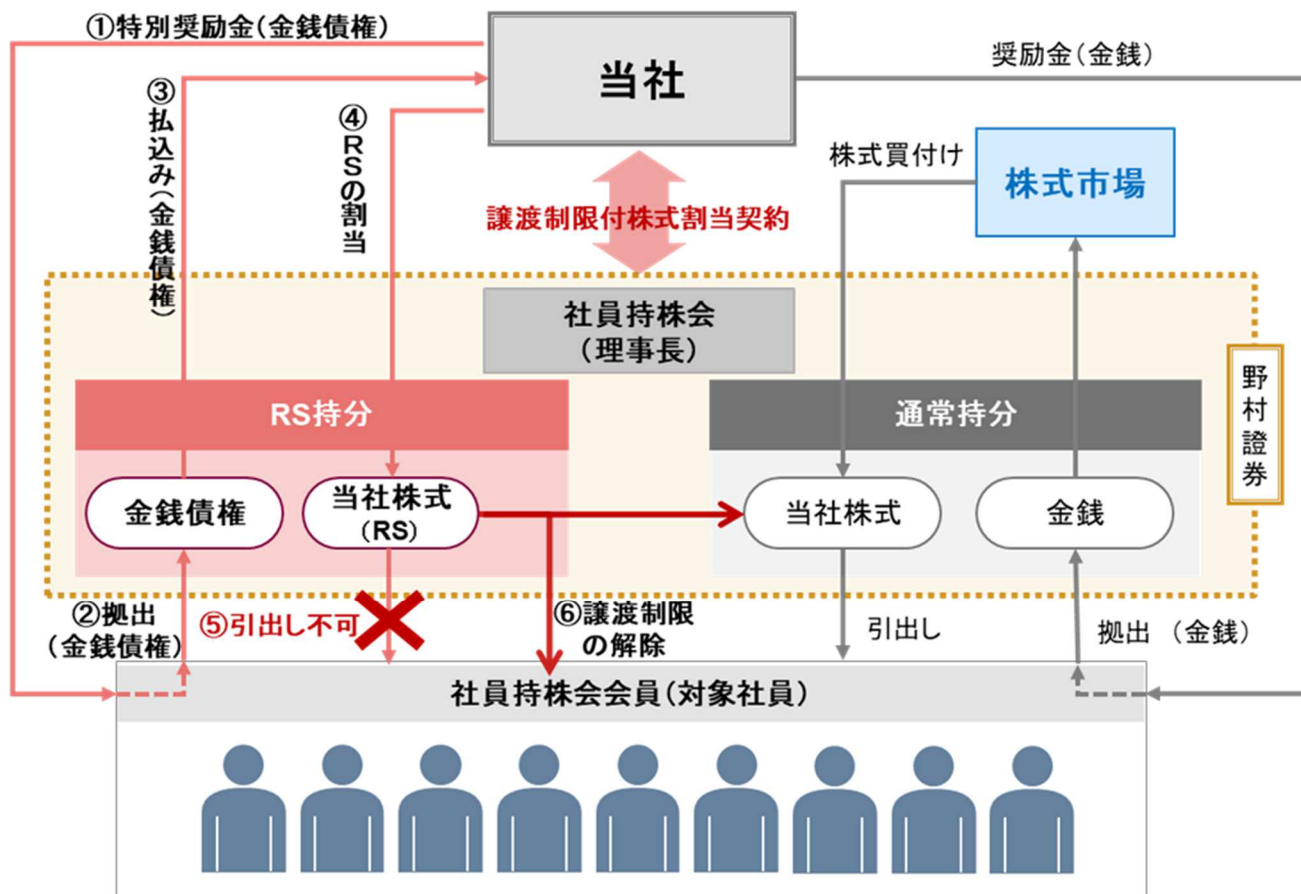 ①特別奨励金(金銭債権)
当社
奨励金(金銭)
③払込み(金銭債権)
④RSの割当
株式買付け
株式市場
譲渡制限付株式割当契約
社員持株会
(理事長)
野村證券
RS持分
通常持分
金銭債権
当社株式
(RS)
当社株式
金銭
②拠出
(金銭債権)
⑤引出し不可
⑥譲渡制限
の解除
引出し
拠出 (金銭)
社員持株会会員(対象社員)